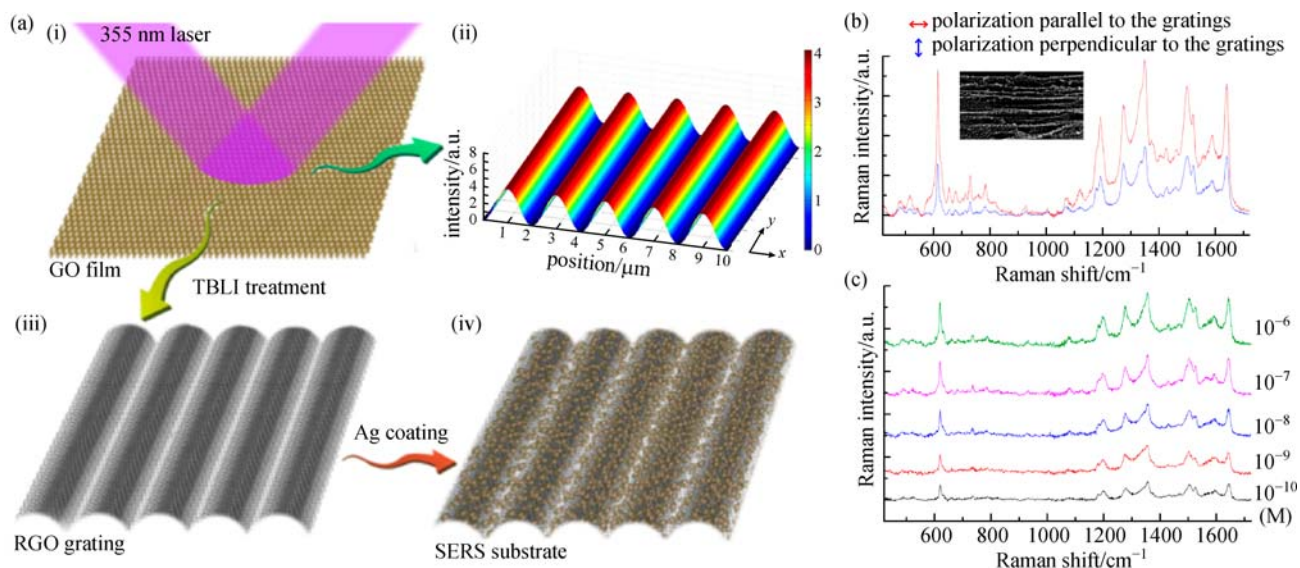 (a)
(i)
355 nm laser
GO film
TBLI treatment
(ii)
intensity/a.u.
8
6
4
2
0
1 2 3 4 5 6 7 8 9 10
position/μm
y
x
4
3
2
1
0
(iii)
RGO grating
Ag coating
(iv)
SERS substrate
(b)
polarization parallel to the gratings
polarization perpendicular to the gratings
Raman intensity/a.u.
600 800 1000 1200 1400 1600
Raman shift/cm⁻¹
(c)
Raman intensity/a.u.
10⁻⁶
10⁻⁷
10⁻⁸
10⁻⁹
10⁻¹⁰
(M)
600 800 1000 1200 1400 1600
Raman shift/cm⁻¹